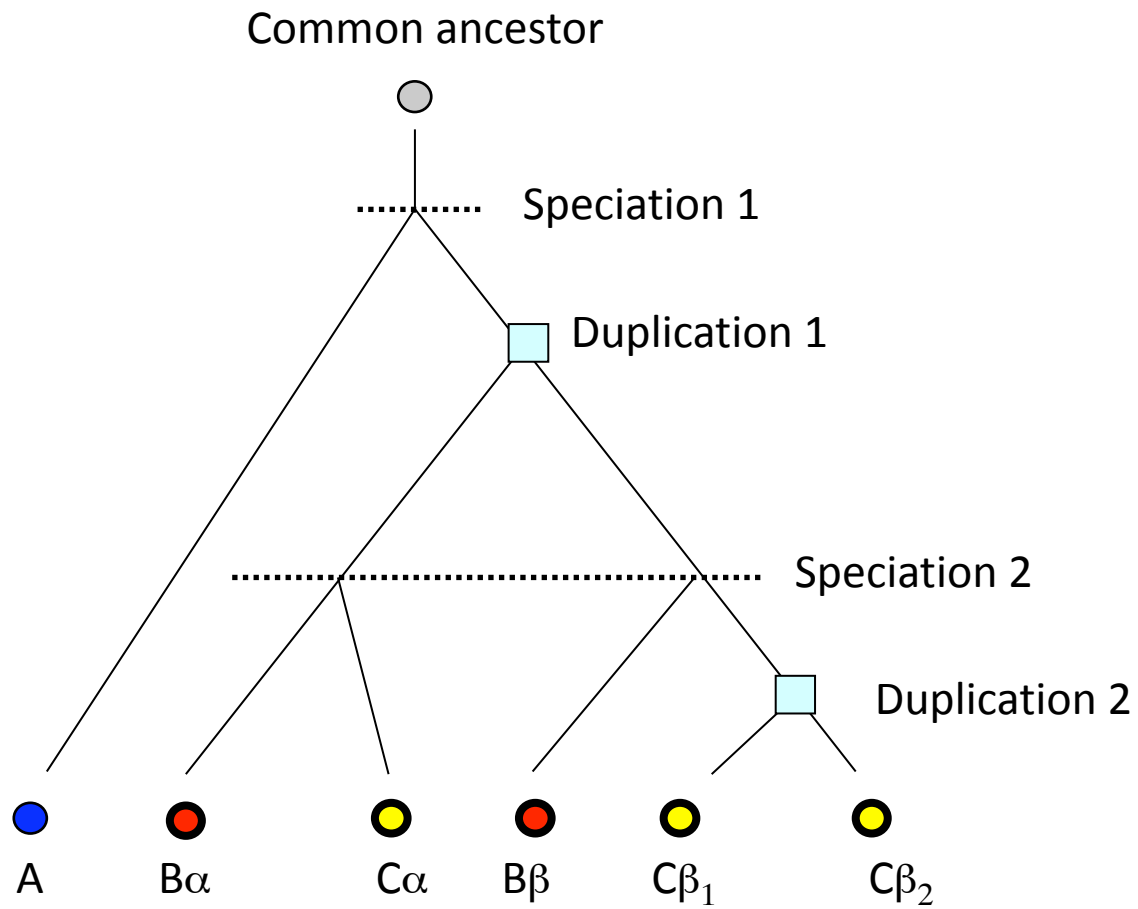 Common ancestor
Speciation 1
Duplication 1
Speciation 2
Duplication 2
A Bα Cα Bβ Cβ₁ Cβ₂